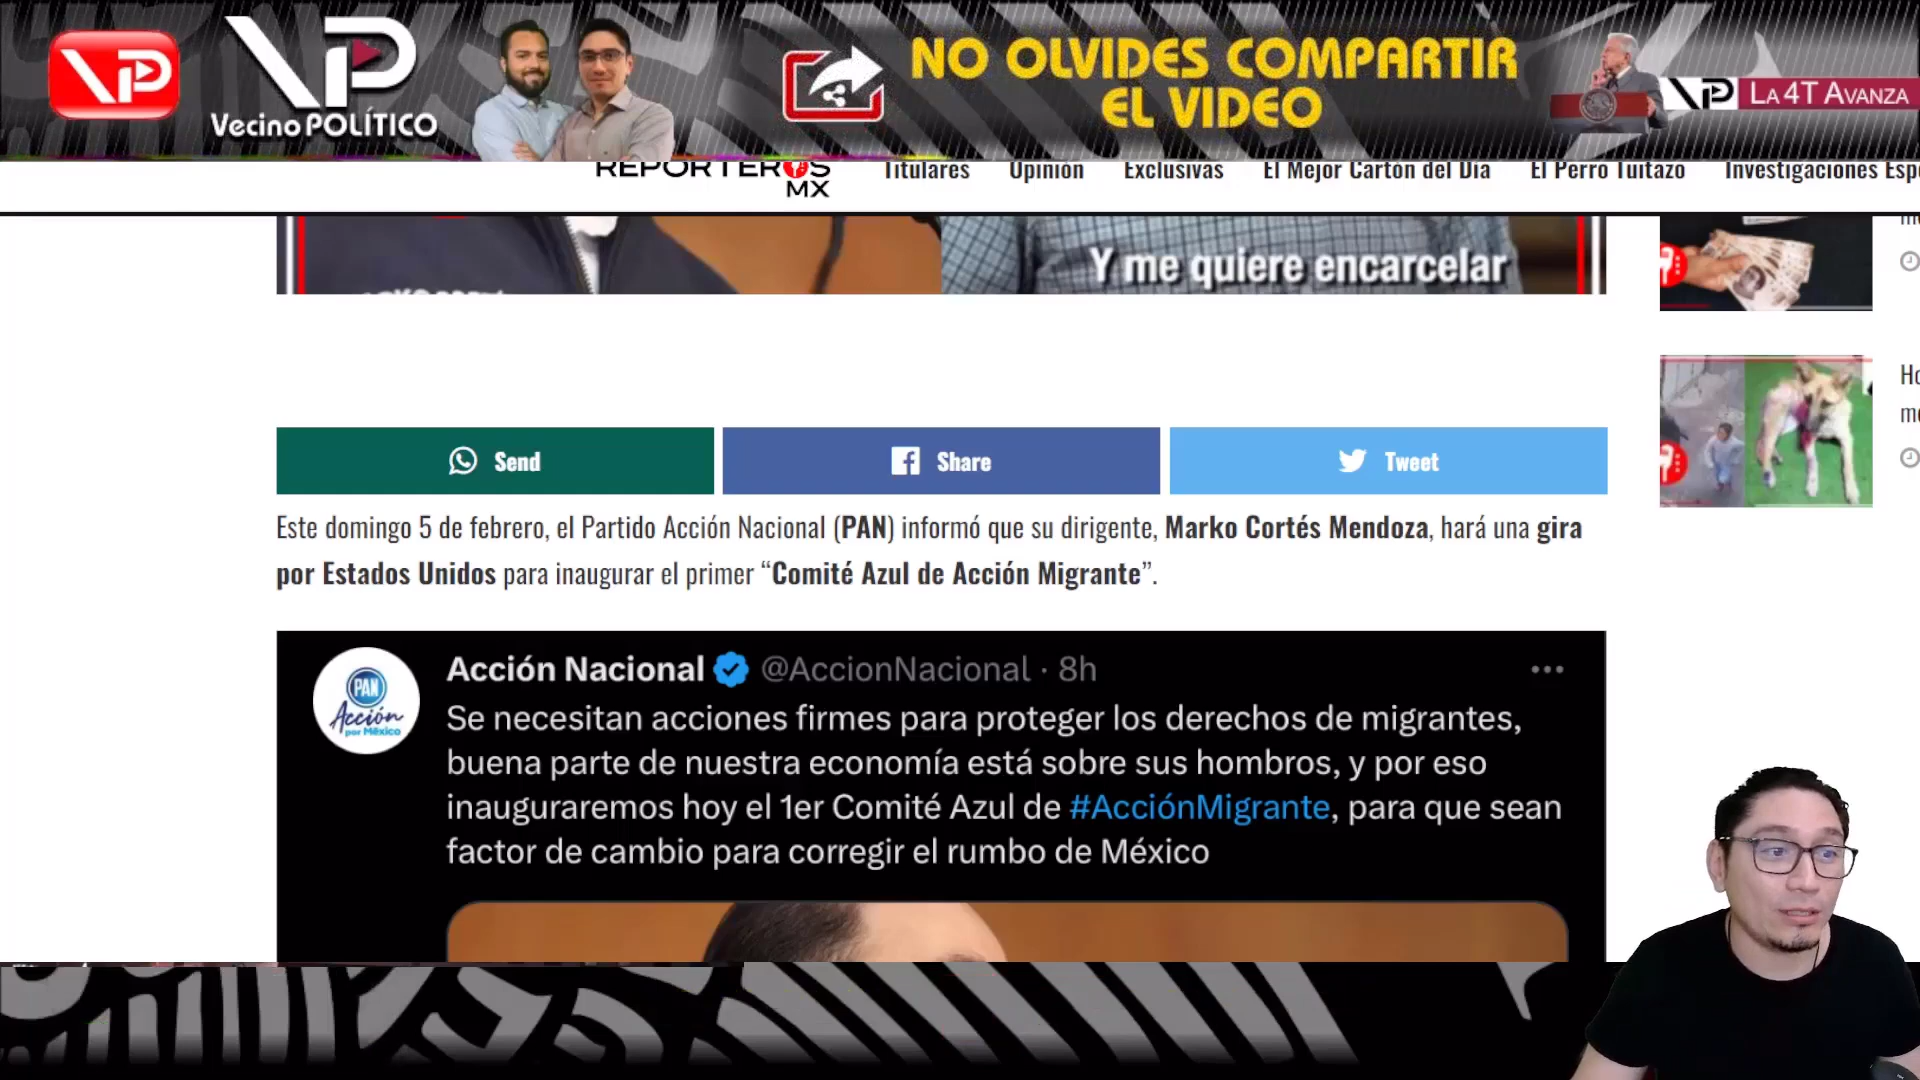 VP
VP
Vecino POLÍTICO
NO OLVIDES COMPARTIR
EL VIDEO
VP LA 4T AVANZA
REPORTEROS
MX
Titulares
Opinión
Exclusivas
El Mejor Cartón del Día
El Perro Tuitazo
Investigaciones Esp
Y me quiere encarcelar
Send
Share
Tweet
Este domingo 5 de febrero, el Partido Acción Nacional (PAN) informó que su dirigente, Marko Cortés Mendoza, hará una gira
por Estados Unidos para inaugurar el primer “Comité Azul de Acción Migrante”.
PAN
Acción
por México
Acción Nacional @AccionNacional · 8h
Se necesitan acciones firmes para proteger los derechos de migrantes,
buena parte de nuestra economía está sobre sus hombros, y por eso
inauguraremos hoy el 1er Comité Azul de #AcciónMigrante, para que sean
factor de cambio para corregir el rumbo de México